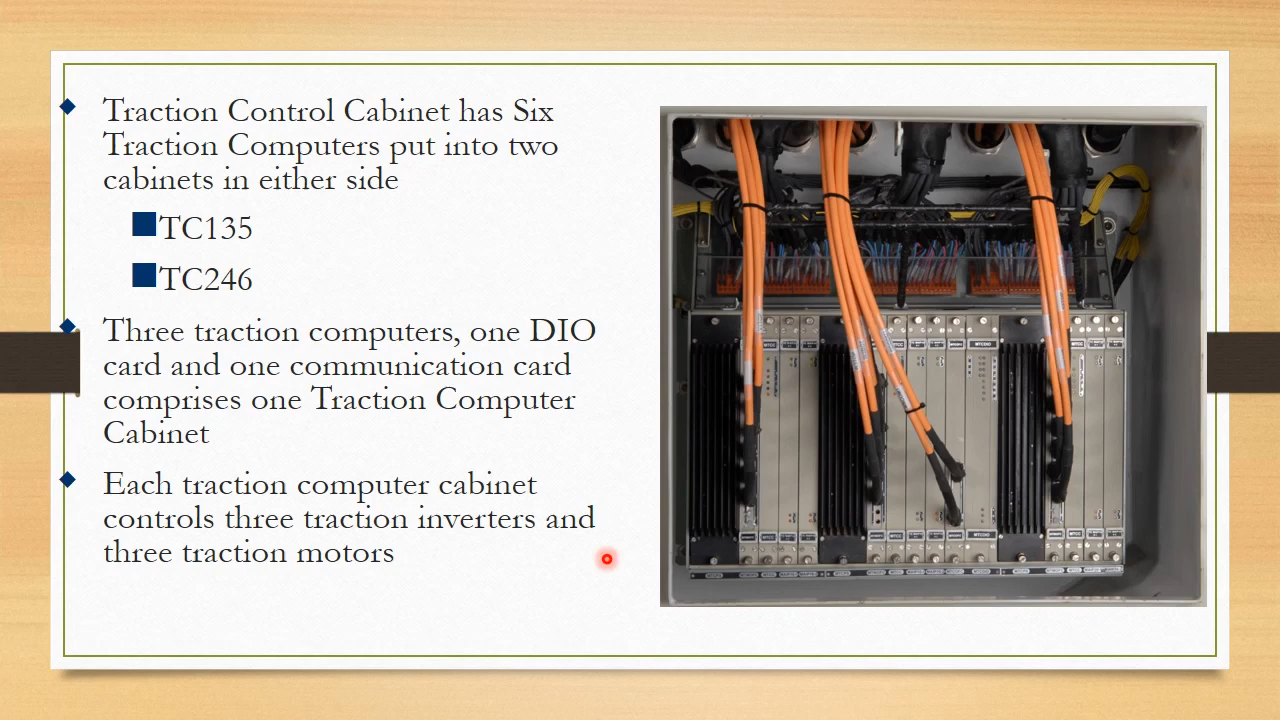 Traction Control Cabinet has Six
Traction Computers put into two
cabinets in either side
TC135
TC246
Three traction computers, one DIO
card and one communication card
comprises one Traction Computer
Cabinet
Each traction computer cabinet
controls three traction inverters and
three traction motors